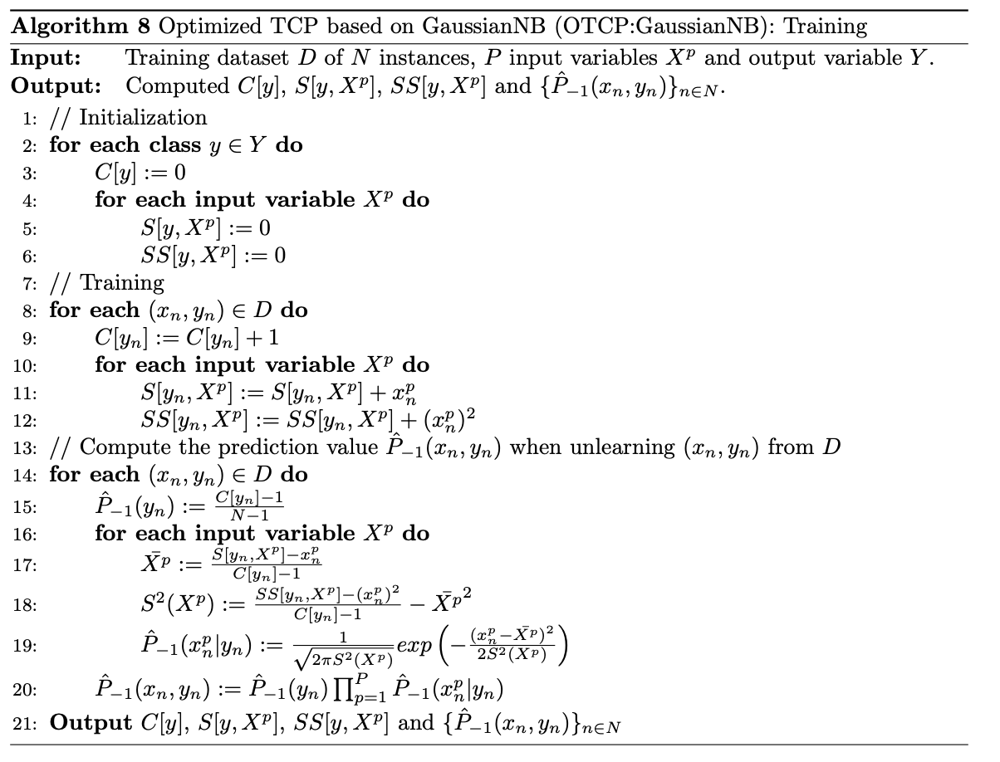 Algorithm 8 Optimized TCP based on GaussianNB (OTCP:GaussianNB): Training
Input: Training dataset $D$ of $N$ instances, $P$ input variables $X^p$ and output variable $Y$.
Output: Computed $C[y]$, $S[y, X^p]$, $SS[y, X^p]$ and $\{\hat{P}_{-1}(x_n, y_n)\}_{n \in N}$.
1: // Initialization
2: for each class $y \in Y$ do
3: $C[y] := 0$
4: for each input variable $X^p$ do
5: $S[y, X^p] := 0$
6: $SS[y, X^p] := 0$
7: // Training
8: for each $(x_n, y_n) \in D$ do
9: $C[y_n] := C[y_n] + 1$
10: for each input variable $X^p$ do
11: $S[y_n, X^p] := S[y_n, X^p] + x_n^p$
12: $SS[y_n, X^p] := SS[y_n, X^p] + (x_n^p)^2$
13: // Compute the prediction value $\hat{P}_{-1}(x_n, y_n)$ when unlearning $(x_n, y_n)$ from $D$
14: for each $(x_n, y_n) \in D$ do
15: $\hat{P}_{-1}(y_n) := \frac{C[y_n]-1}{N-1}$
16: for each input variable $X^p$ do
17: $\bar{X^p} := \frac{S[y_n, X^p]-x_n^p}{C[y_n]-1}$
18: $S^2(X^p) := \frac{SS[y_n, X^p]-(x_n^p)^2}{C[y_n]-1} - \bar{X^p}^2$
19: $\hat{P}_{-1}(x_n^p|y_n) := \frac{1}{\sqrt{2\pi S^2(X^p)}} exp\left(-\frac{(x_n^p-\bar{X^p})^2}{2S^2(X^p)}\right)$
20: $\hat{P}_{-1}(x_n, y_n) := \hat{P}_{-1}(y_n) \prod_{p=1}^{P} \hat{P}_{-1}(x_n^p|y_n)$
21: Output $C[y]$, $S[y, X^p]$, $SS[y, X^p]$ and $\{\hat{P}_{-1}(x_n, y_n)\}_{n \in N}$